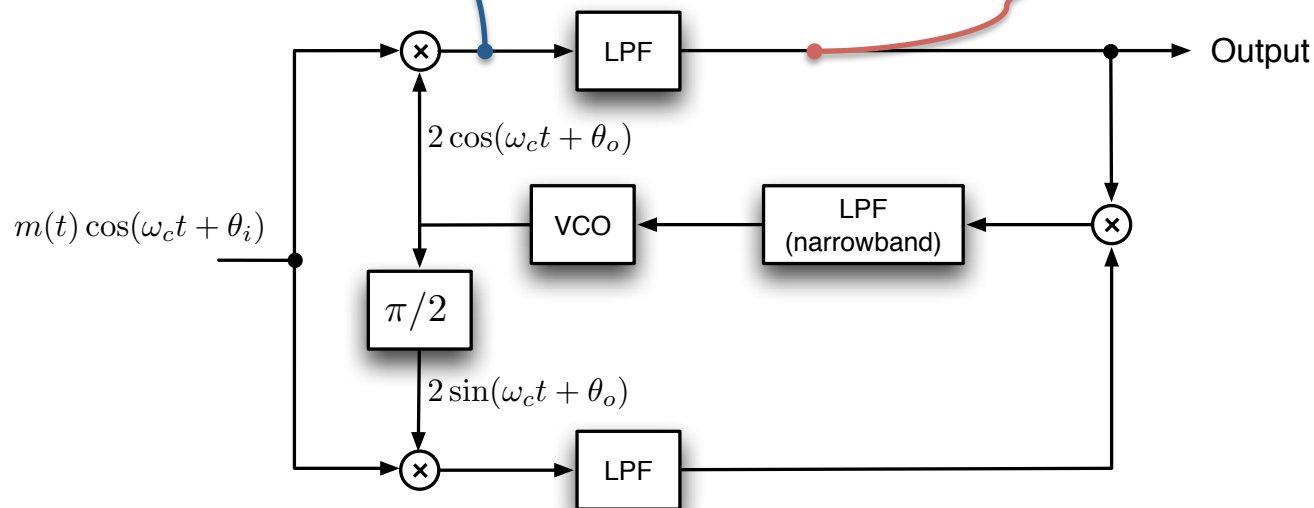 LPF
Output
2 cos(ω_c t + θ_o)
m(t) cos(ω_c t + θ_i)
VCO
LPF
(narrowband)
π/2
2 sin(ω_c t + θ_o)
LPF